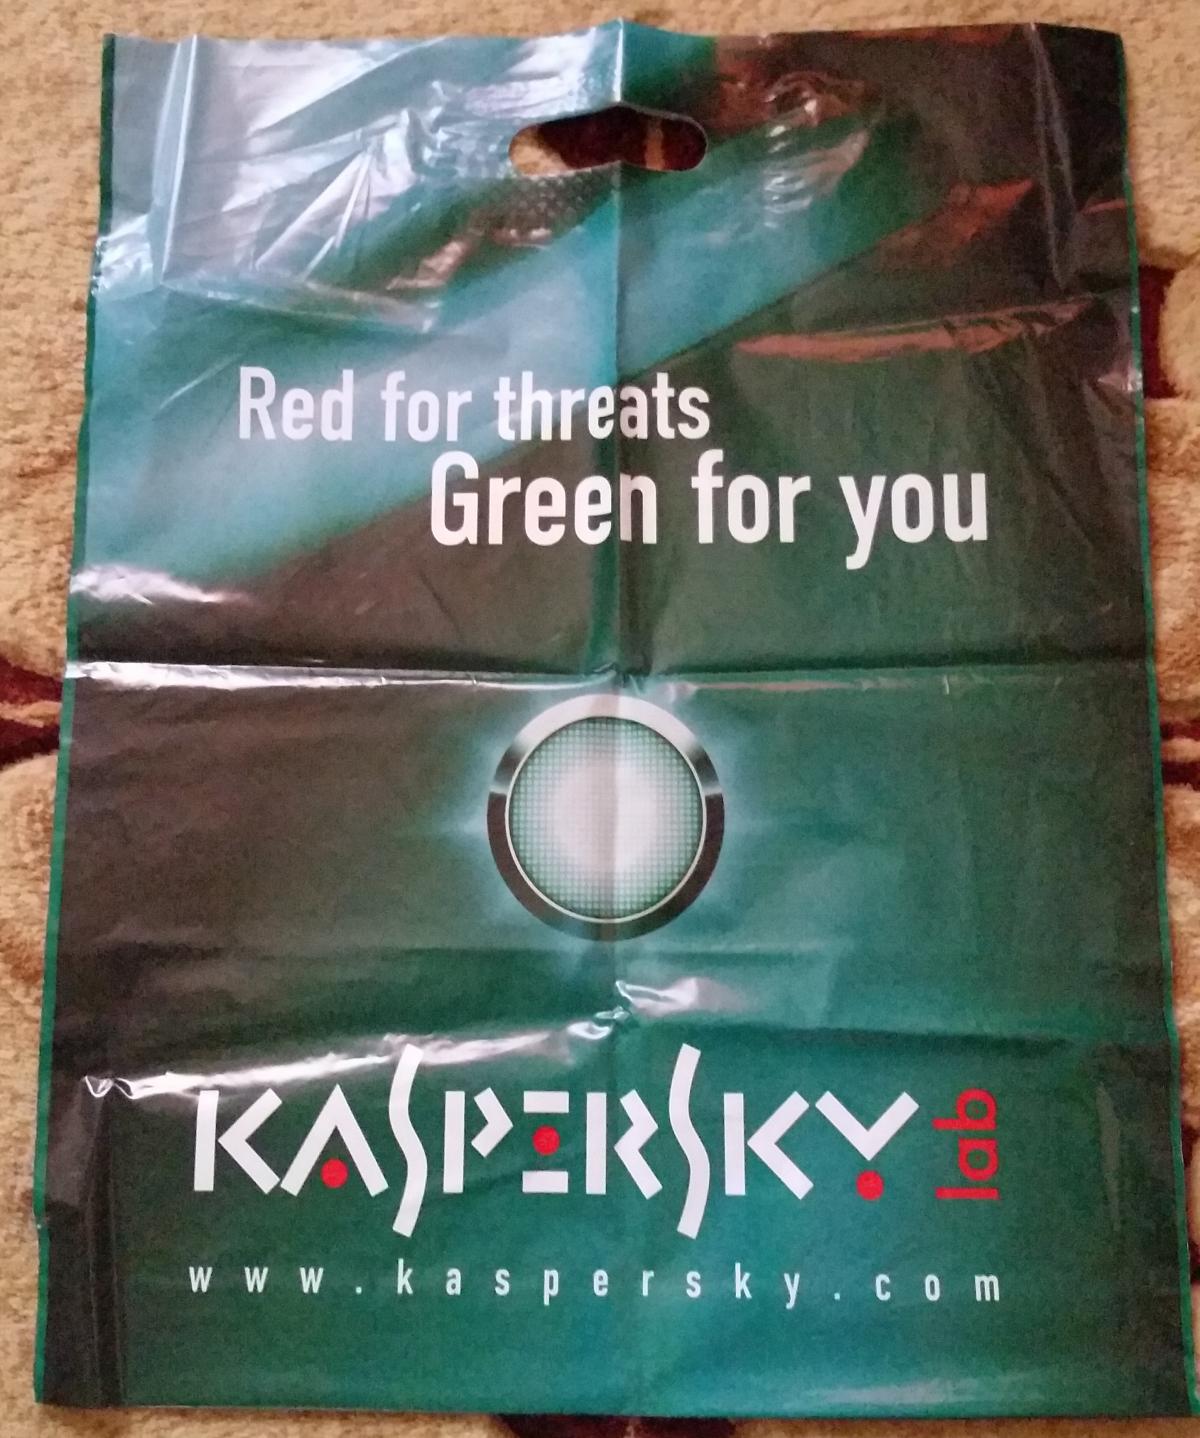 Red for threats
Green for you
KASPERSKY lab
www.kaspersky.com